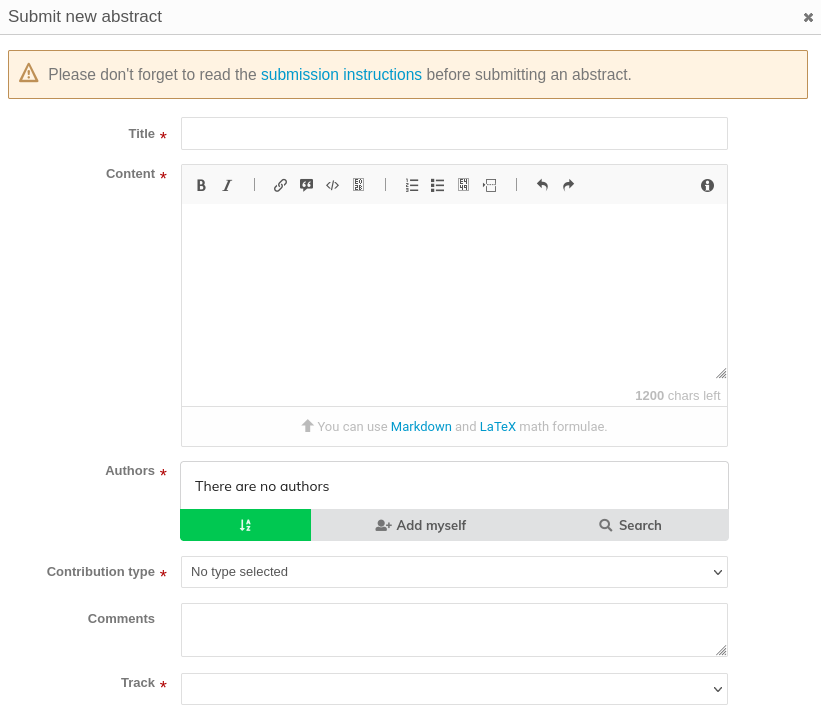 Submit new abstract
Please don't forget to read the submission instructions before submitting an abstract.
Title *
Content *
1200 chars left
You can use Markdown and LaTeX math formulae.
Authors *
There are no authors
Add myself
Search
Contribution type *
No type selected
Comments
Track *